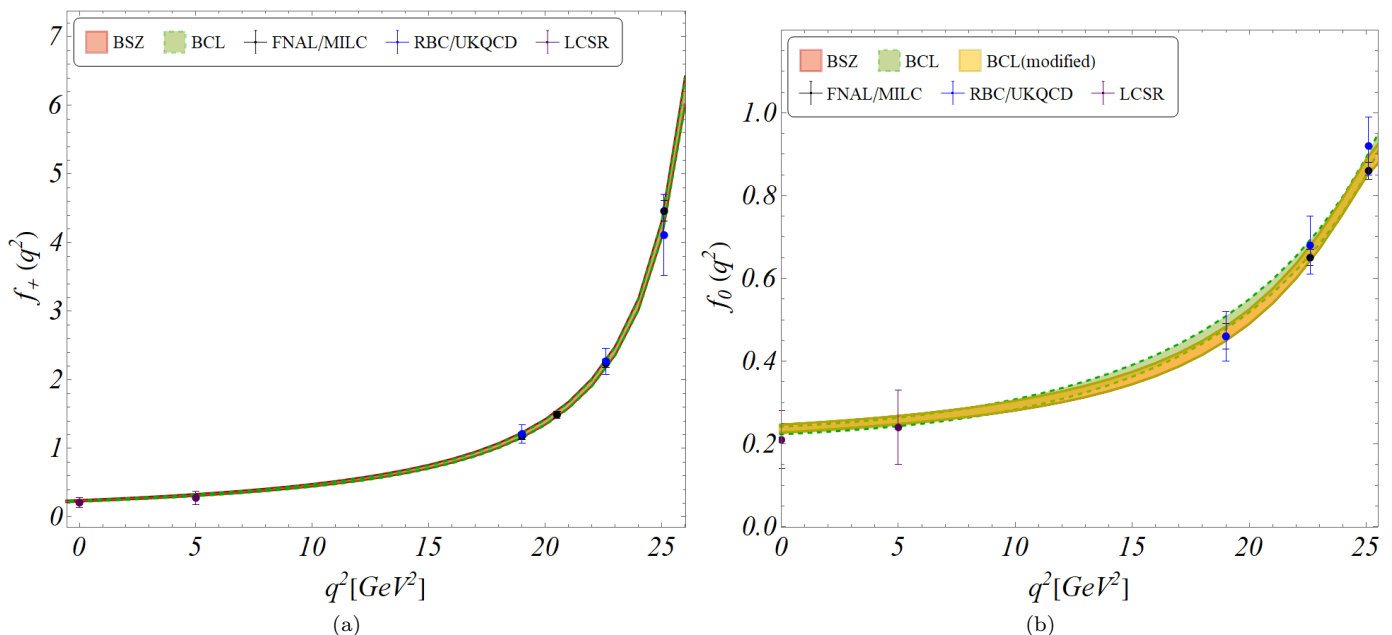 BSZ BCL FNAL/MILC RBC/UKQCD LCSR
7
6
5
4
3
2
1
0
f₊(q²)
0 5 10 15 20 25
q²[GeV²]
(a)
BSZ BCL BCL(modified)
FNAL/MILC RBC/UKQCD LCSR
1.0
0.8
0.6
0.4
0.2
0.0
f₀(q²)
0 5 10 15 20 25
q²[GeV²]
(b)